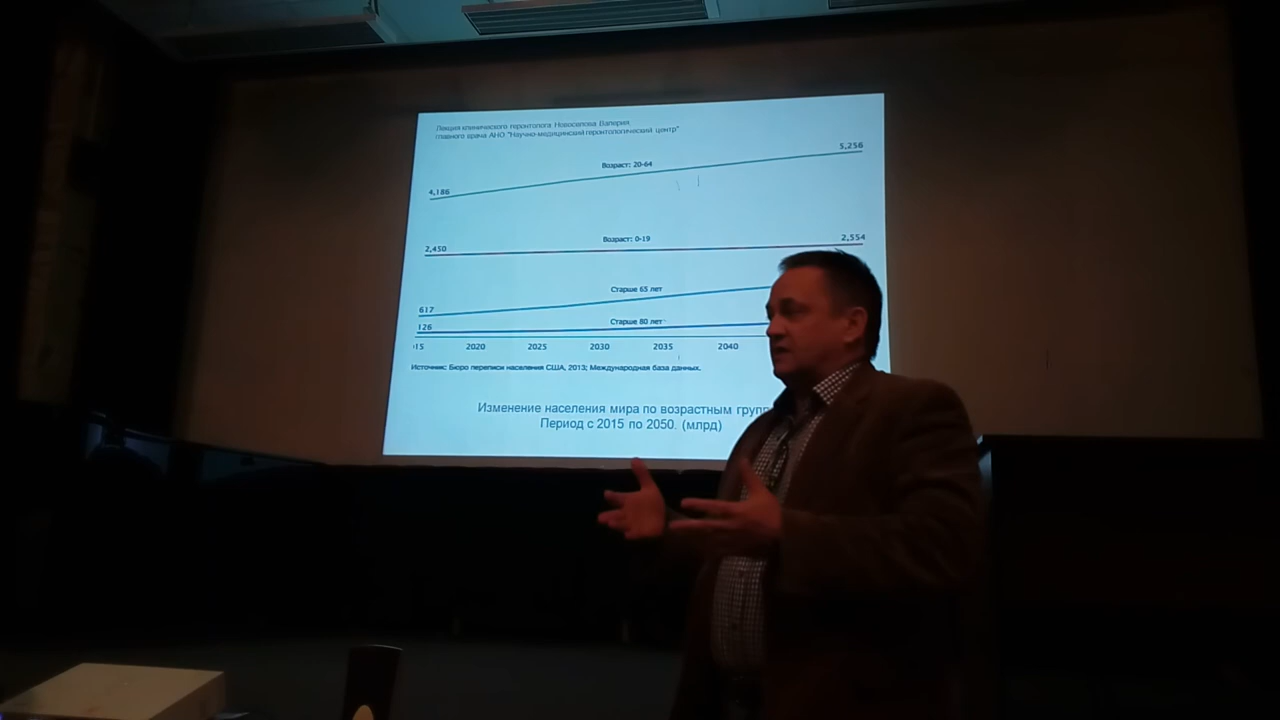 Лекция клинического геронтолога Новоселова Валерия
главного врача АНО "Научно-медицинский геронтологический центр"
5,256
Возраст: 20-64
4,186
2,554
Возраст: 0-19
2,450
Старше 65 лет
617
Старше 80 лет
126
15 2020 2025 2030 2035 2040
Источник: Бюро переписи населения США, 2013; Международная база данных.
Изменение населения мира по возрастным групп
Период с 2015 по 2050. (млрд)